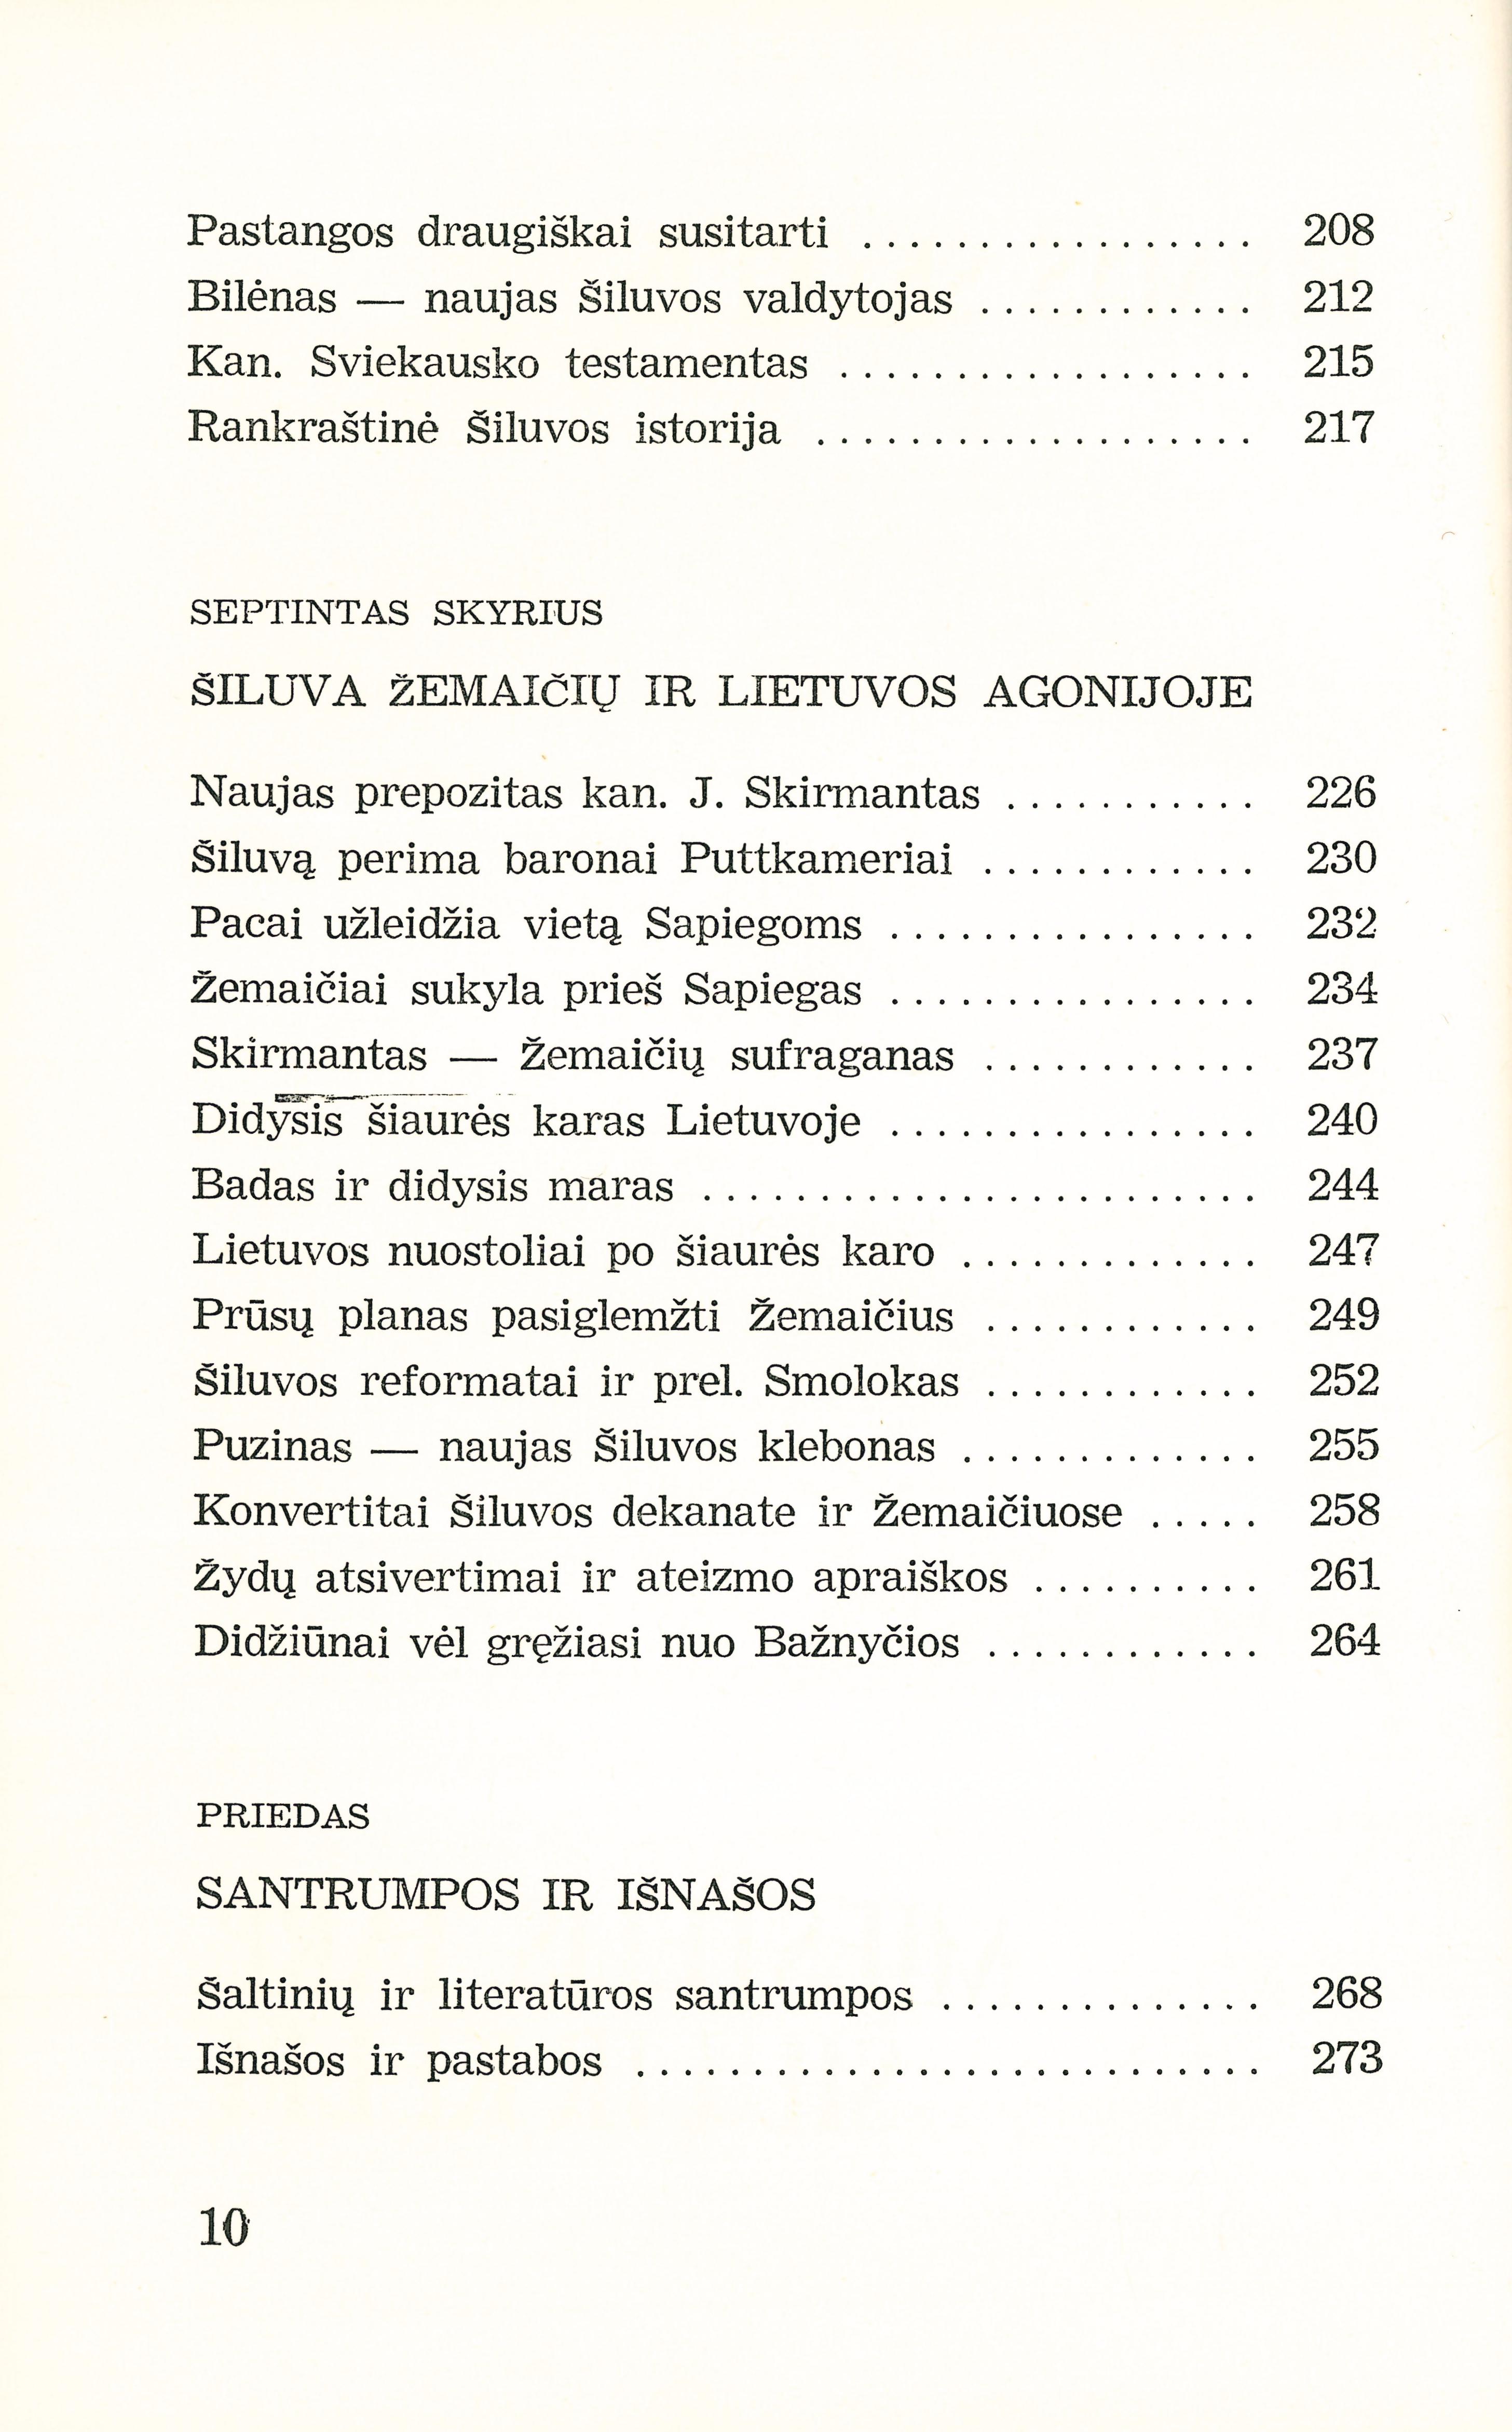 Pastangos draugiškai susitarti ................. 208
Bilėnas — naujas Šiluvos valdytojas ............ 212
Kan. Sviekausko testamentas .................. 215
Rankraštinė Šiluvos istorija ................... 217
SEPTINTAS SKYRIUS
ŠILUVA ŽEMAIČIŲ IR LIETUVOS AGONIJOJE
Naujas prepozitas kan. J. Skirmantas ........... 226
Šiluvą perima baronai Puttkameriai ............ 230
Pacai užleidžia vietą Sapiegoms ................ 232
Žemaičiai sukyla prieš Sapiegas ................ 234
Skirmantas — Žemaičių sufraganas ............ 237
Didysis šiaurės karas Lietuvoje ................ 240
Badas ir didysis maras ........................ 244
Lietuvos nuostoliai po šiaurės karo ............. 247
Prūsų planas pasiglemžti Žemaičius ............ 249
Šiluvos reformatai ir prel. Smolokas ............ 252
Puzinas — naujas Šiluvos klebonas ............. 255
Konvertitai Šiluvos dekanate ir Žemaičiuose ..... 258
Žydų atsivertimai ir ateizmo apraiškos .......... 261
Didžiūnai vėl gręžiasi nuo Bažnyčios ............ 264
PRIEDAS
SANTRUMPOS IR IŠNAŠOS
Šaltinių ir literatūros santrumpos .............. 268
Išnašos ir pastabos ........................... 273
10